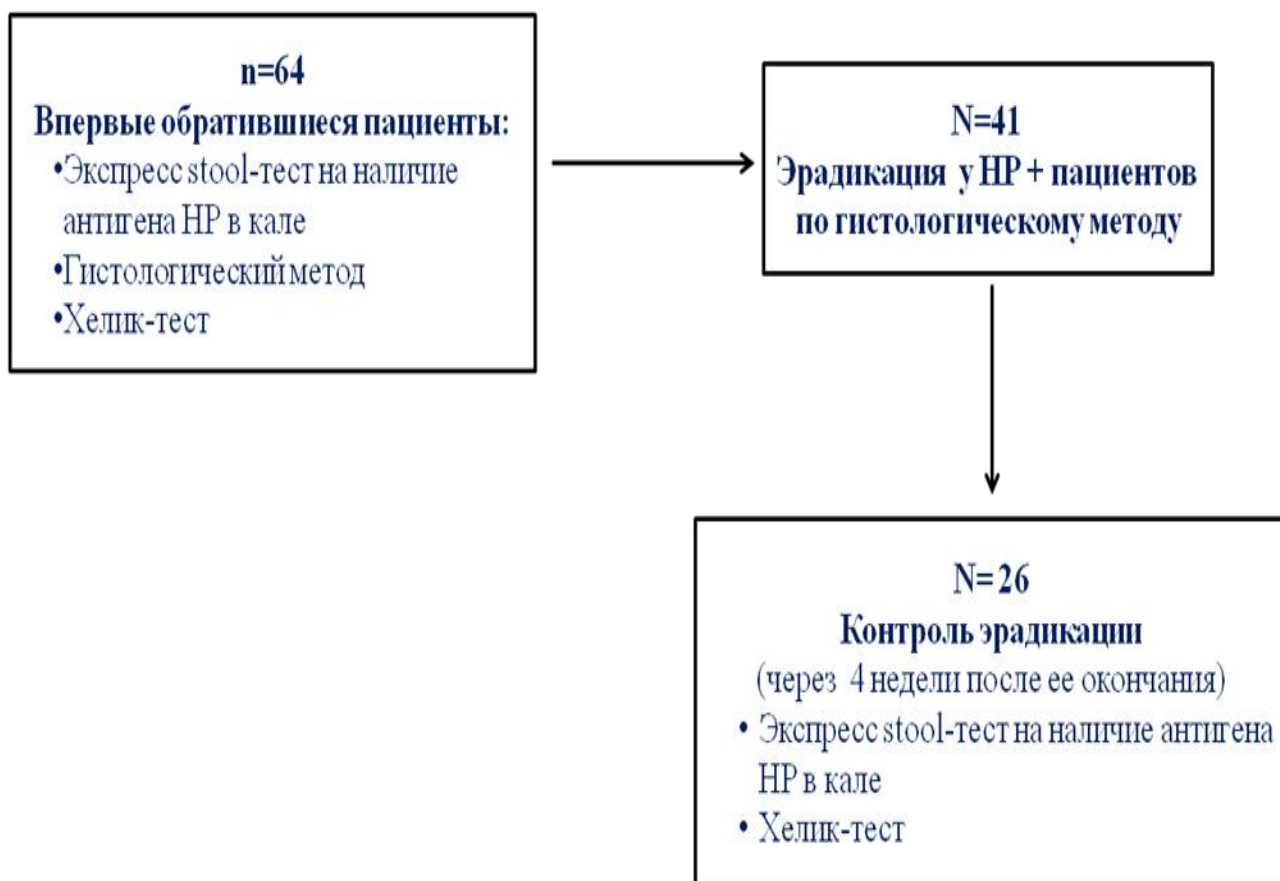 n=64
Впервые обратившиеся пациенты:
•Экспресс stool-тест на наличие
антигена HP в кале
•Гистологический метод
•Хелик-тест
N=41
Эрадикация у HP + пациентов
по гистологическому методу
N= 26
Контроль эрадикации
(через 4 недели после ее окончания)
• Экспресс stool-тест на наличие антигена
HP в кале
• Хелик-тест